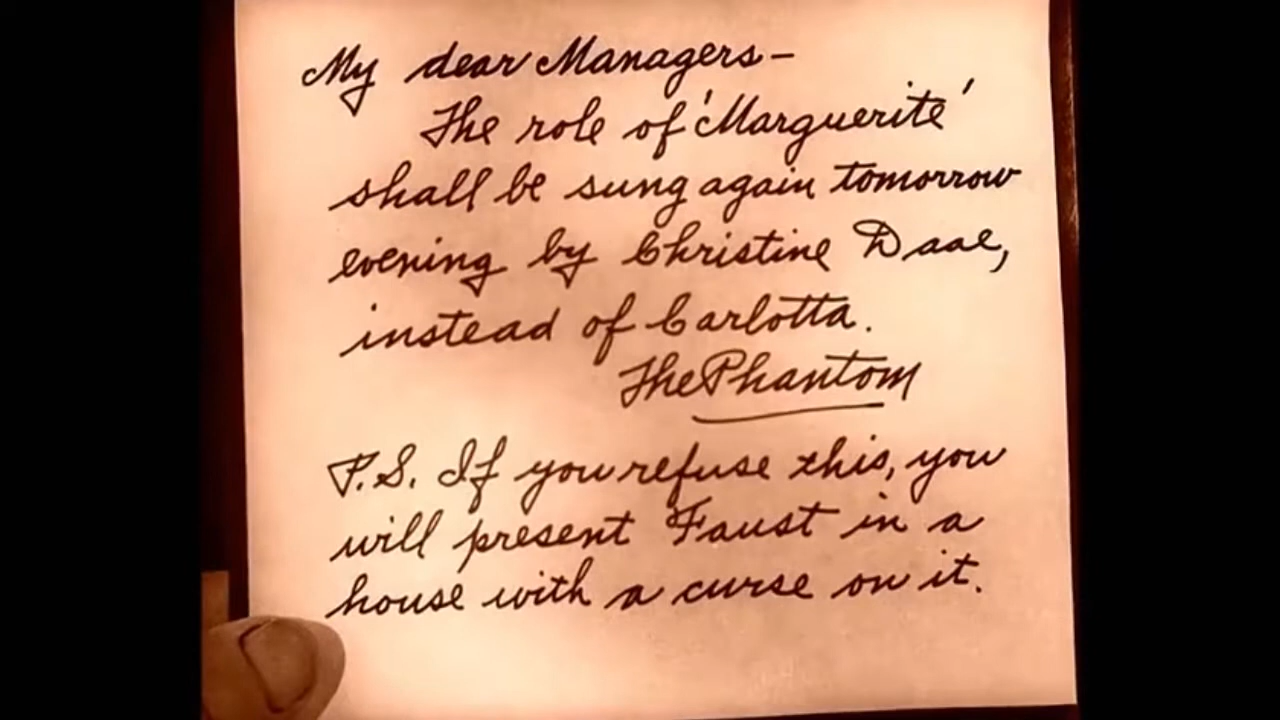 My dear Managers-
The role of 'Marguerite'
shall be sung again tomorrow
evening by Christine Daae,
instead of Carlotta.
The Phantom
P.S. If you refuse this, you
will present Faust in a
house with a curse on it.